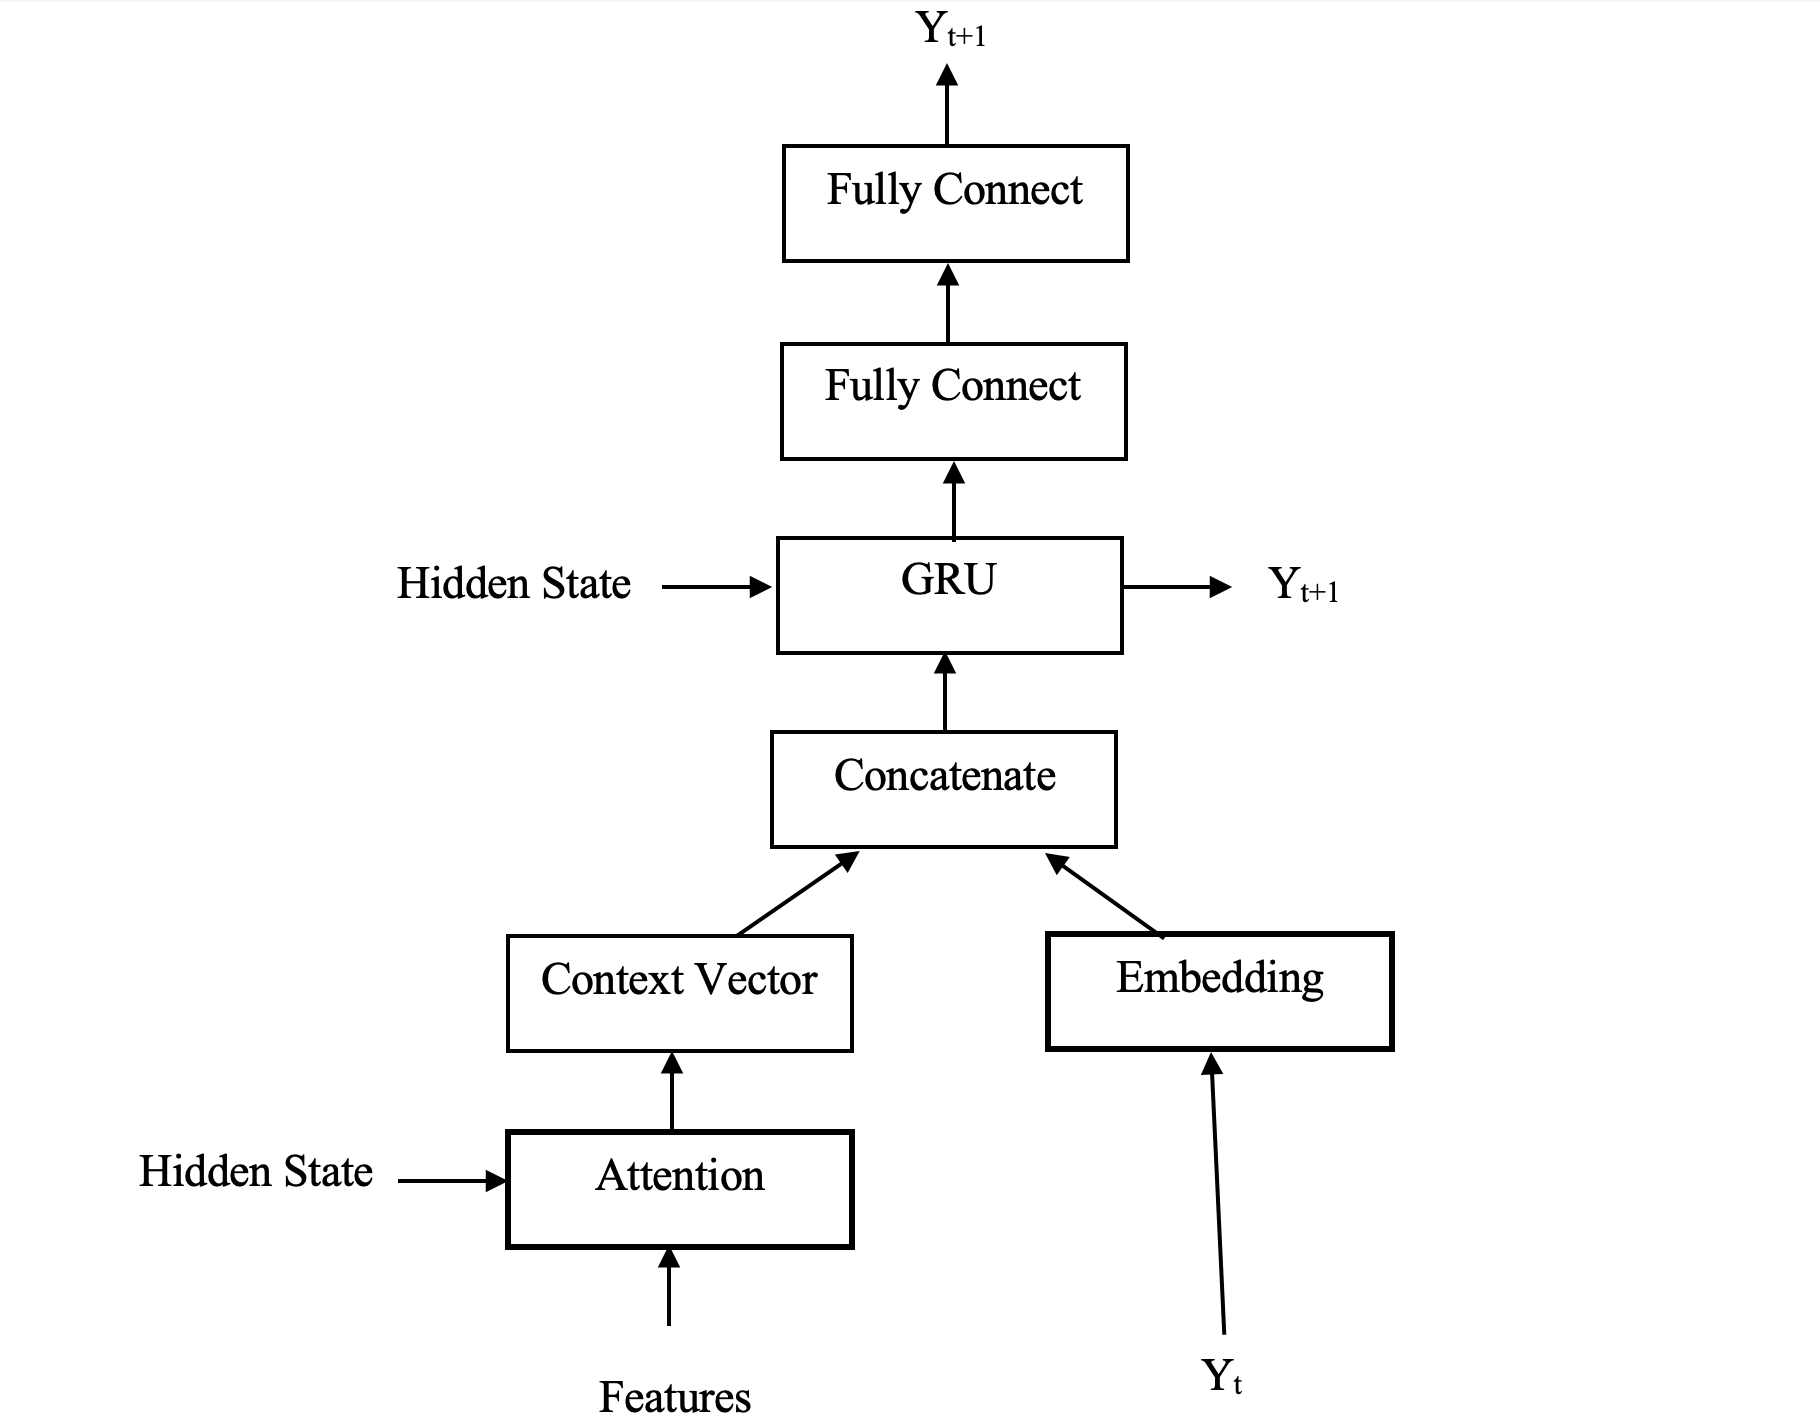 Yt+1
Fully Connect
Fully Connect
Hidden State
GRU
Yt+1
Concatenate
Context Vector
Embedding
Hidden State
Attention
Features
Yt